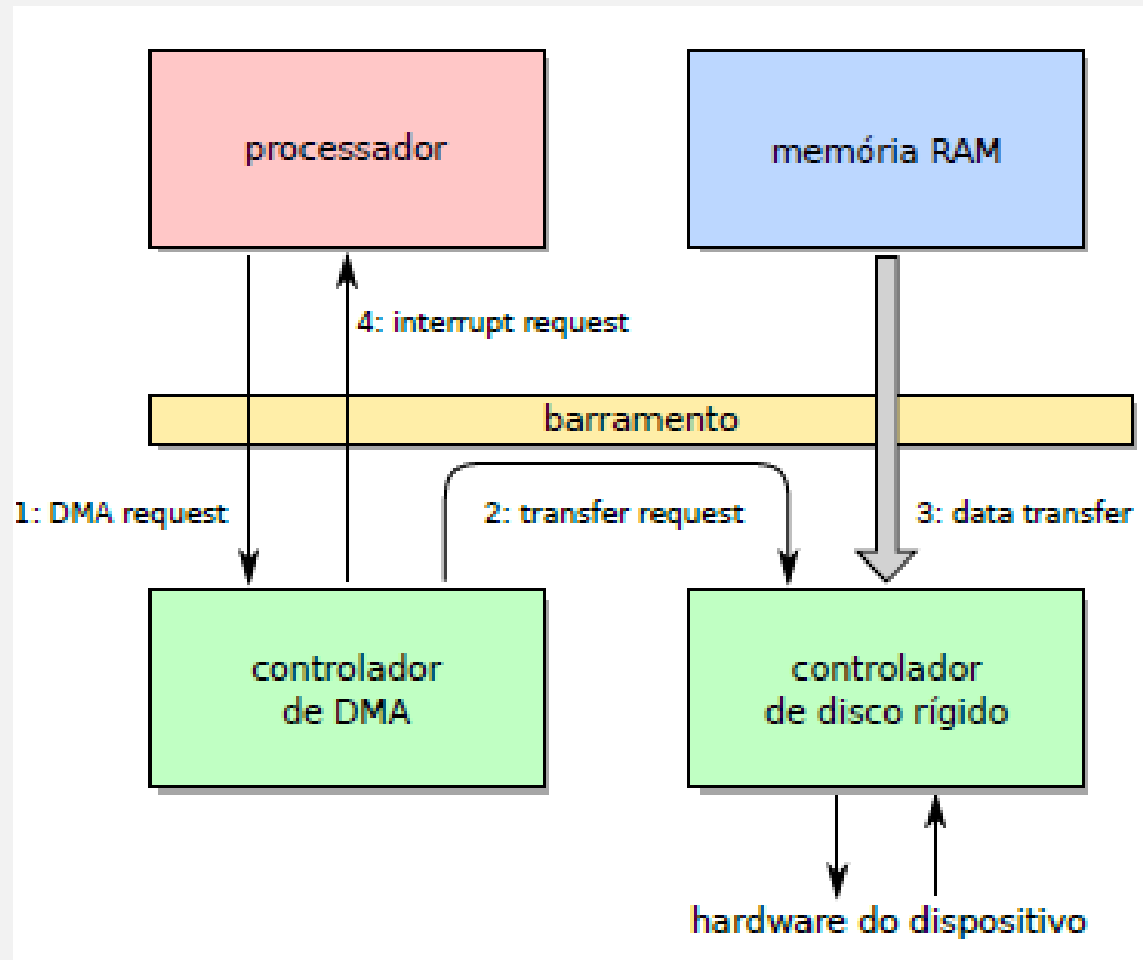 processador
memória RAM
4: interrupt request
barramento
1: DMA request
2: transfer request
3: data transfer
controlador
de DMA
controlador
de disco rígido
hardware do dispositivo